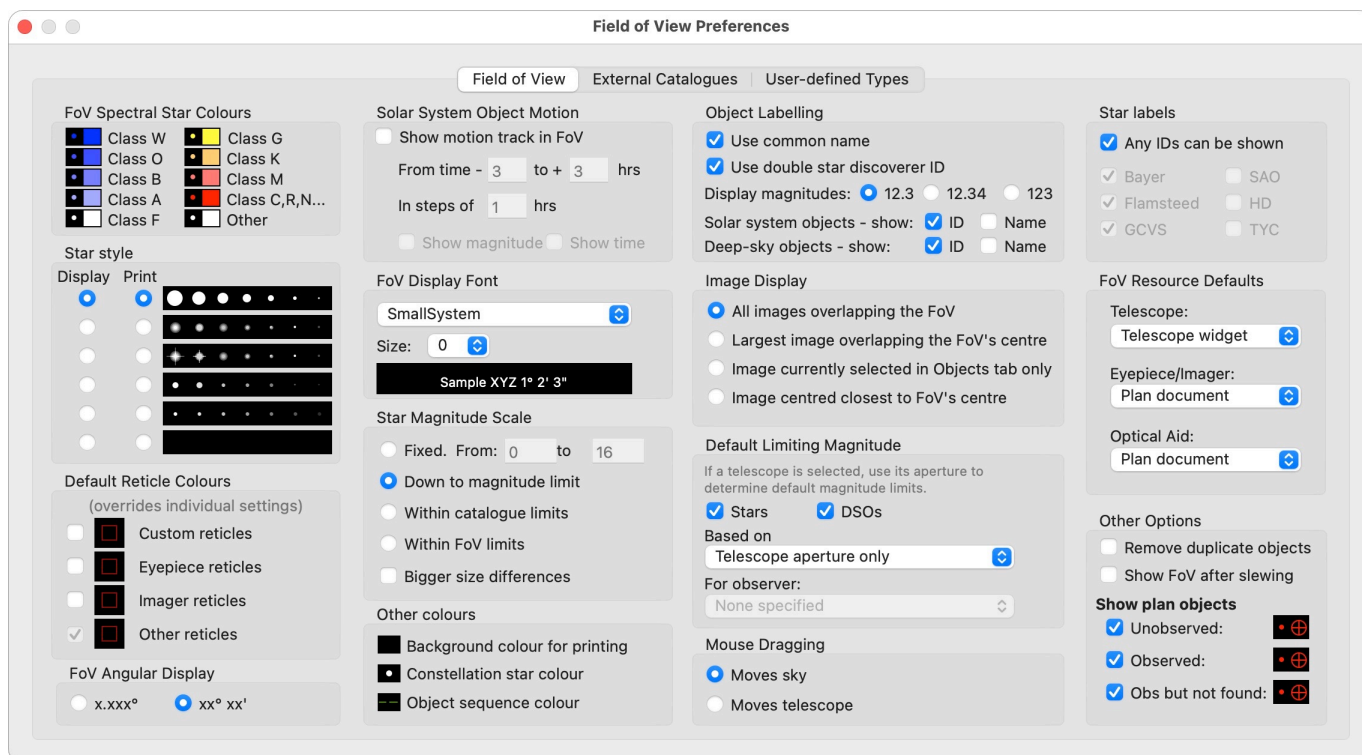 Field of View Preferences
Field of View External Catalogues User-defined Types
FoV Spectral Star Colours
Class W Class G
Class O Class K
Class B Class M
Class A Class C,R,N...
Class F Other
Star style
Display Print
Default Reticle Colours
(overrides individual settings)
Custom reticles
Eyepiece reticles
Imager reticles
Other reticles
FoV Angular Display
x.xxx° xx° xx'
Solar System Object Motion
Show motion track in FoV
From time - 3 to + 3 hrs
In steps of 1 hrs
Show magnitude Show time
FoV Display Font
SmallSystem
Size: 0
Sample XYZ 1° 2' 3"
Star Magnitude Scale
Fixed. From: 0 to 16
Down to magnitude limit
Within catalogue limits
Within FoV limits
Bigger size differences
Other colours
Background colour for printing
Constellation star colour
Object sequence colour
Object Labelling
Use common name
Use double star discoverer ID
Display magnitudes: 12.3 12.34 123
Solar system objects - show: ID Name
Deep-sky objects - show: ID Name
Image Display
All images overlapping the FoV
Largest image overlapping the FoV's centre
Image currently selected in Objects tab only
Image centred closest to FoV's centre
Default Limiting Magnitude
If a telescope is selected, use its aperture to
determine default magnitude limits.
Stars DSOs
Based on
Telescope aperture only
For observer:
None specified
Mouse Dragging
Moves sky
Moves telescope
Star labels
Any IDs can be shown
Bayer SAO
Flamsteed HD
GCVS TYC
FoV Resource Defaults
Telescope:
Telescope widget
Eyepiece/Imager:
Plan document
Optical Aid:
Plan document
Other Options
Remove duplicate objects
Show FoV after slewing
Show plan objects
Unobserved:
Observed:
Obs but not found: